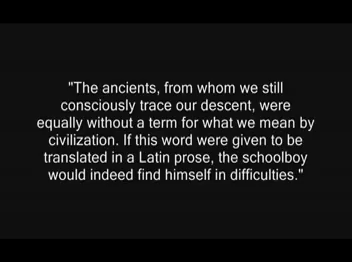 "The ancients, from whom we still
consciously trace our descent, were
equally without a term for what we mean by
civilization. If this word were given to be
translated in a Latin prose, the schoolboy
would indeed find himself in difficulties."